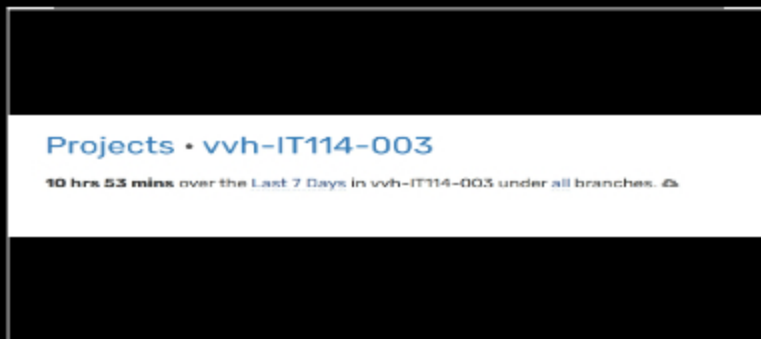 Projects • vvh-IT114-003
10 hrs 53 mins over the Last 7 Days in vvh-IT114-003 under all branches.